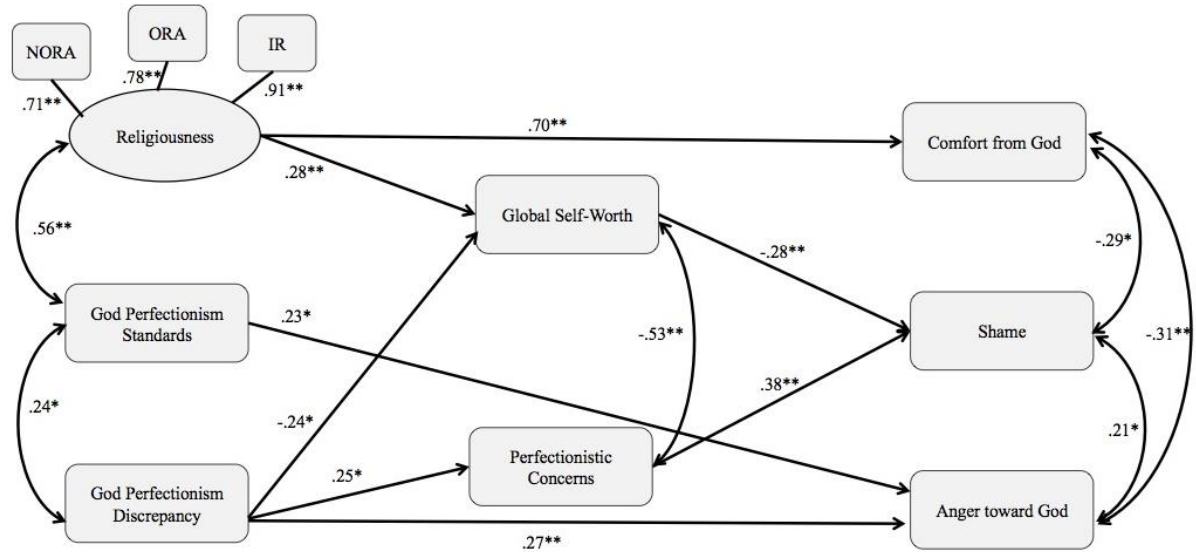 NORA
ORA
IR
.71**
.78**
.91**
Religiousness
.70**
Comfort from God
.28**
Global Self-Worth
.56**
-.28**
-.29*
God Perfectionism
Standards
.23*
Shame
-.53**
-.31**
.38**
.24*
-.24*
.21*
Perfectionistic
Concerns
.25*
God Perfectionism
Discrepancy
Anger toward God
.27**